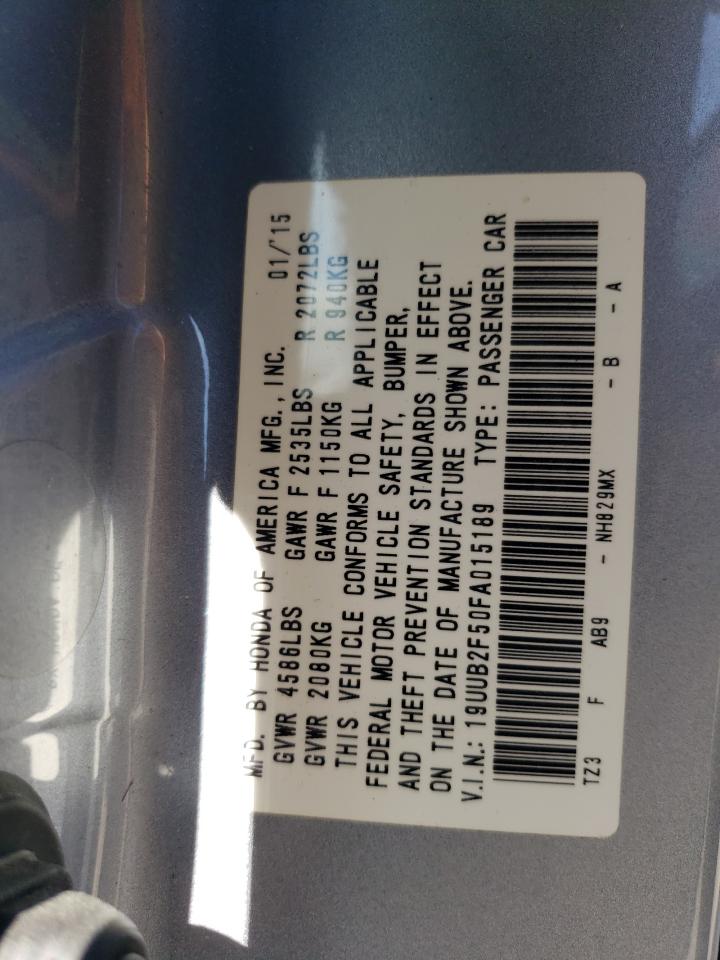 MFD. BY HONDA OF AMERICA MFG., INC. 01/'15
GVWR 4586LBS GAWR F 2535LBS R 2072LBS
GVWR 2080KG GAWR F 1150KG R 940KG
THIS VEHICLE CONFORMS TO ALL APPLICABLE
FEDERAL MOTOR VEHICLE SAFETY, BUMPER,
AND THEFT PREVENTION STANDARDS IN EFFECT
ON THE DATE OF MANUFACTURE SHOWN ABOVE.
V.I.N.: 19UUB2F50FA015189 TYPE: PASSENGER CAR
TZ3 F AB9 - NH829MX - B - A